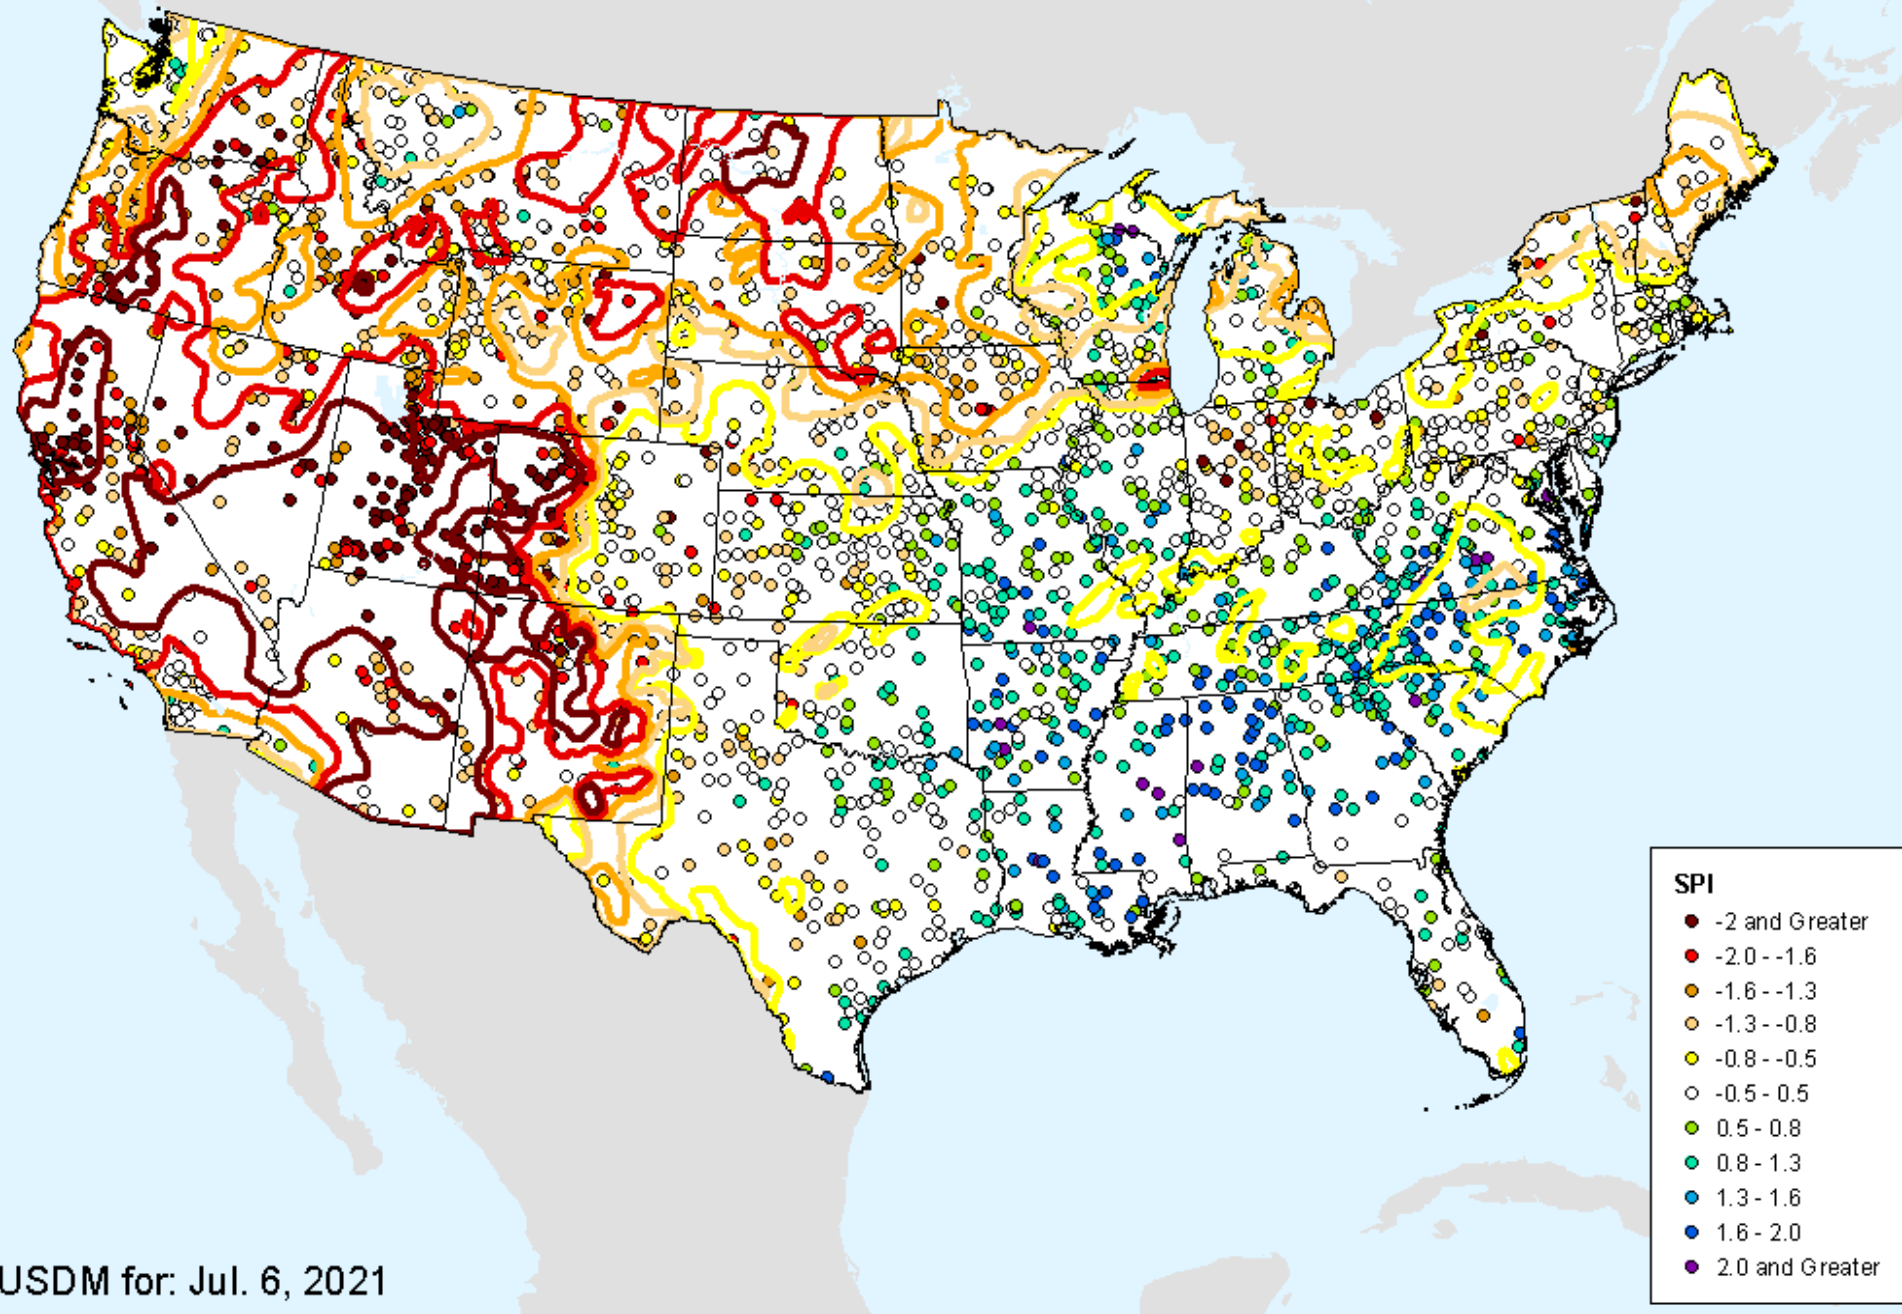 SPI
-2 and Greater
-2.0 - -1.6
-1.6 - -1.3
-1.3 - -0.8
-0.8 - -0.5
-0.5 - 0.5
0.5 - 0.8
0.8 - 1.3
1.3 - 1.6
1.6 - 2.0
2.0 and Greater
USDM for: Jul. 6, 2021